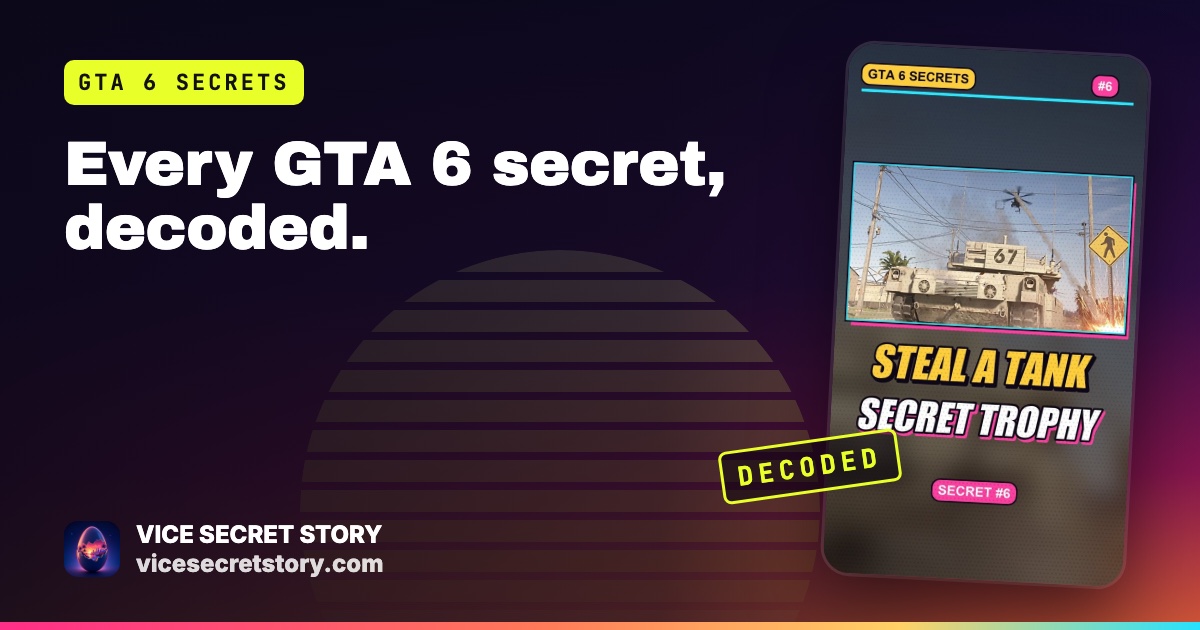 GTA 6 SECRETS
Every GTA 6 secret,
decoded.
GTA 6 SECRETS
#6
67
STEAL A TANK
SECRET TROPHY
DECODED
SECRET #6
VICE SECRET STORY
vicesecretstory.com